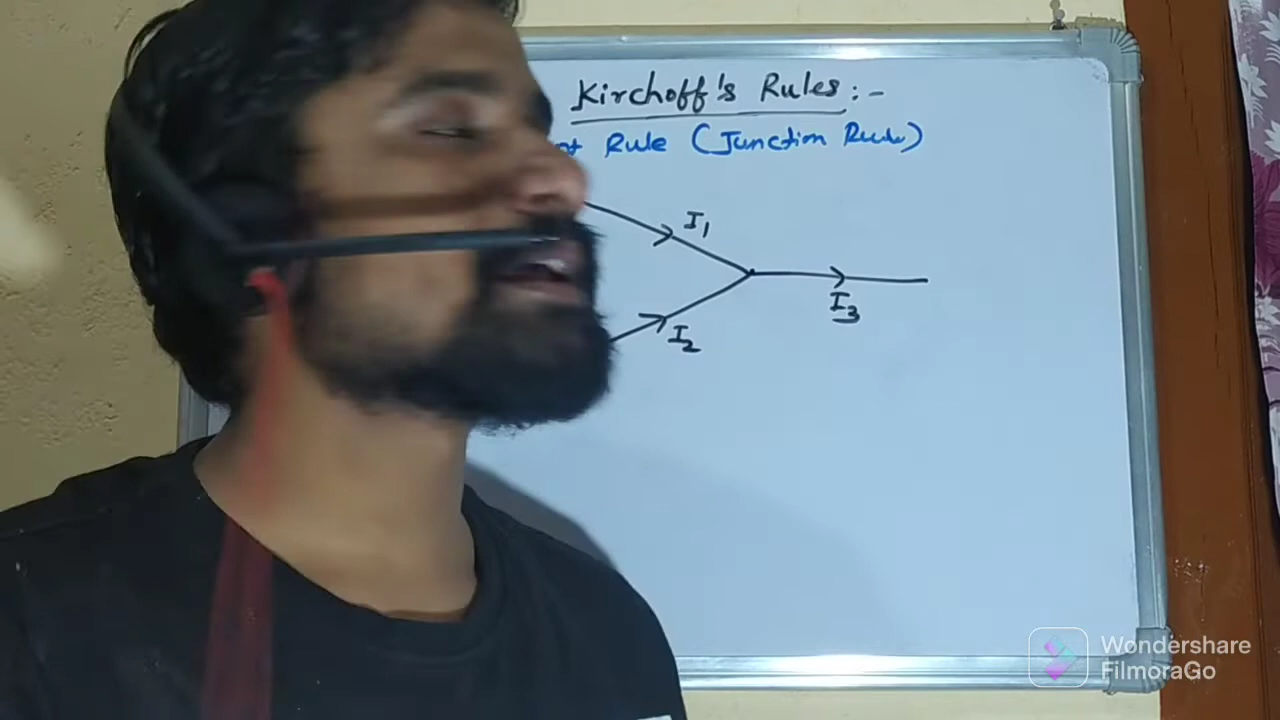 Kirchoff's Rules:-
Rule (Junction Rule)
I1
I2
I3
Wondershare
FilmoraGo